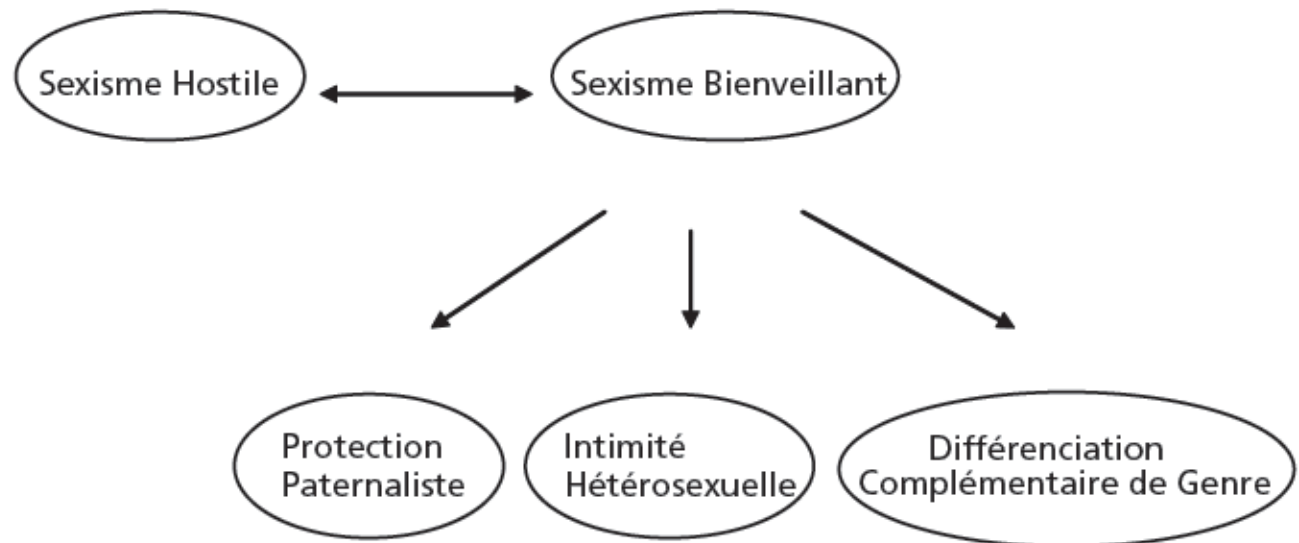 Sexisme Hostile
Sexisme Bienveillant
Protection
Paternaliste
Intimité
Hétérosexuelle
Différenciation
Complémentaire de Genre